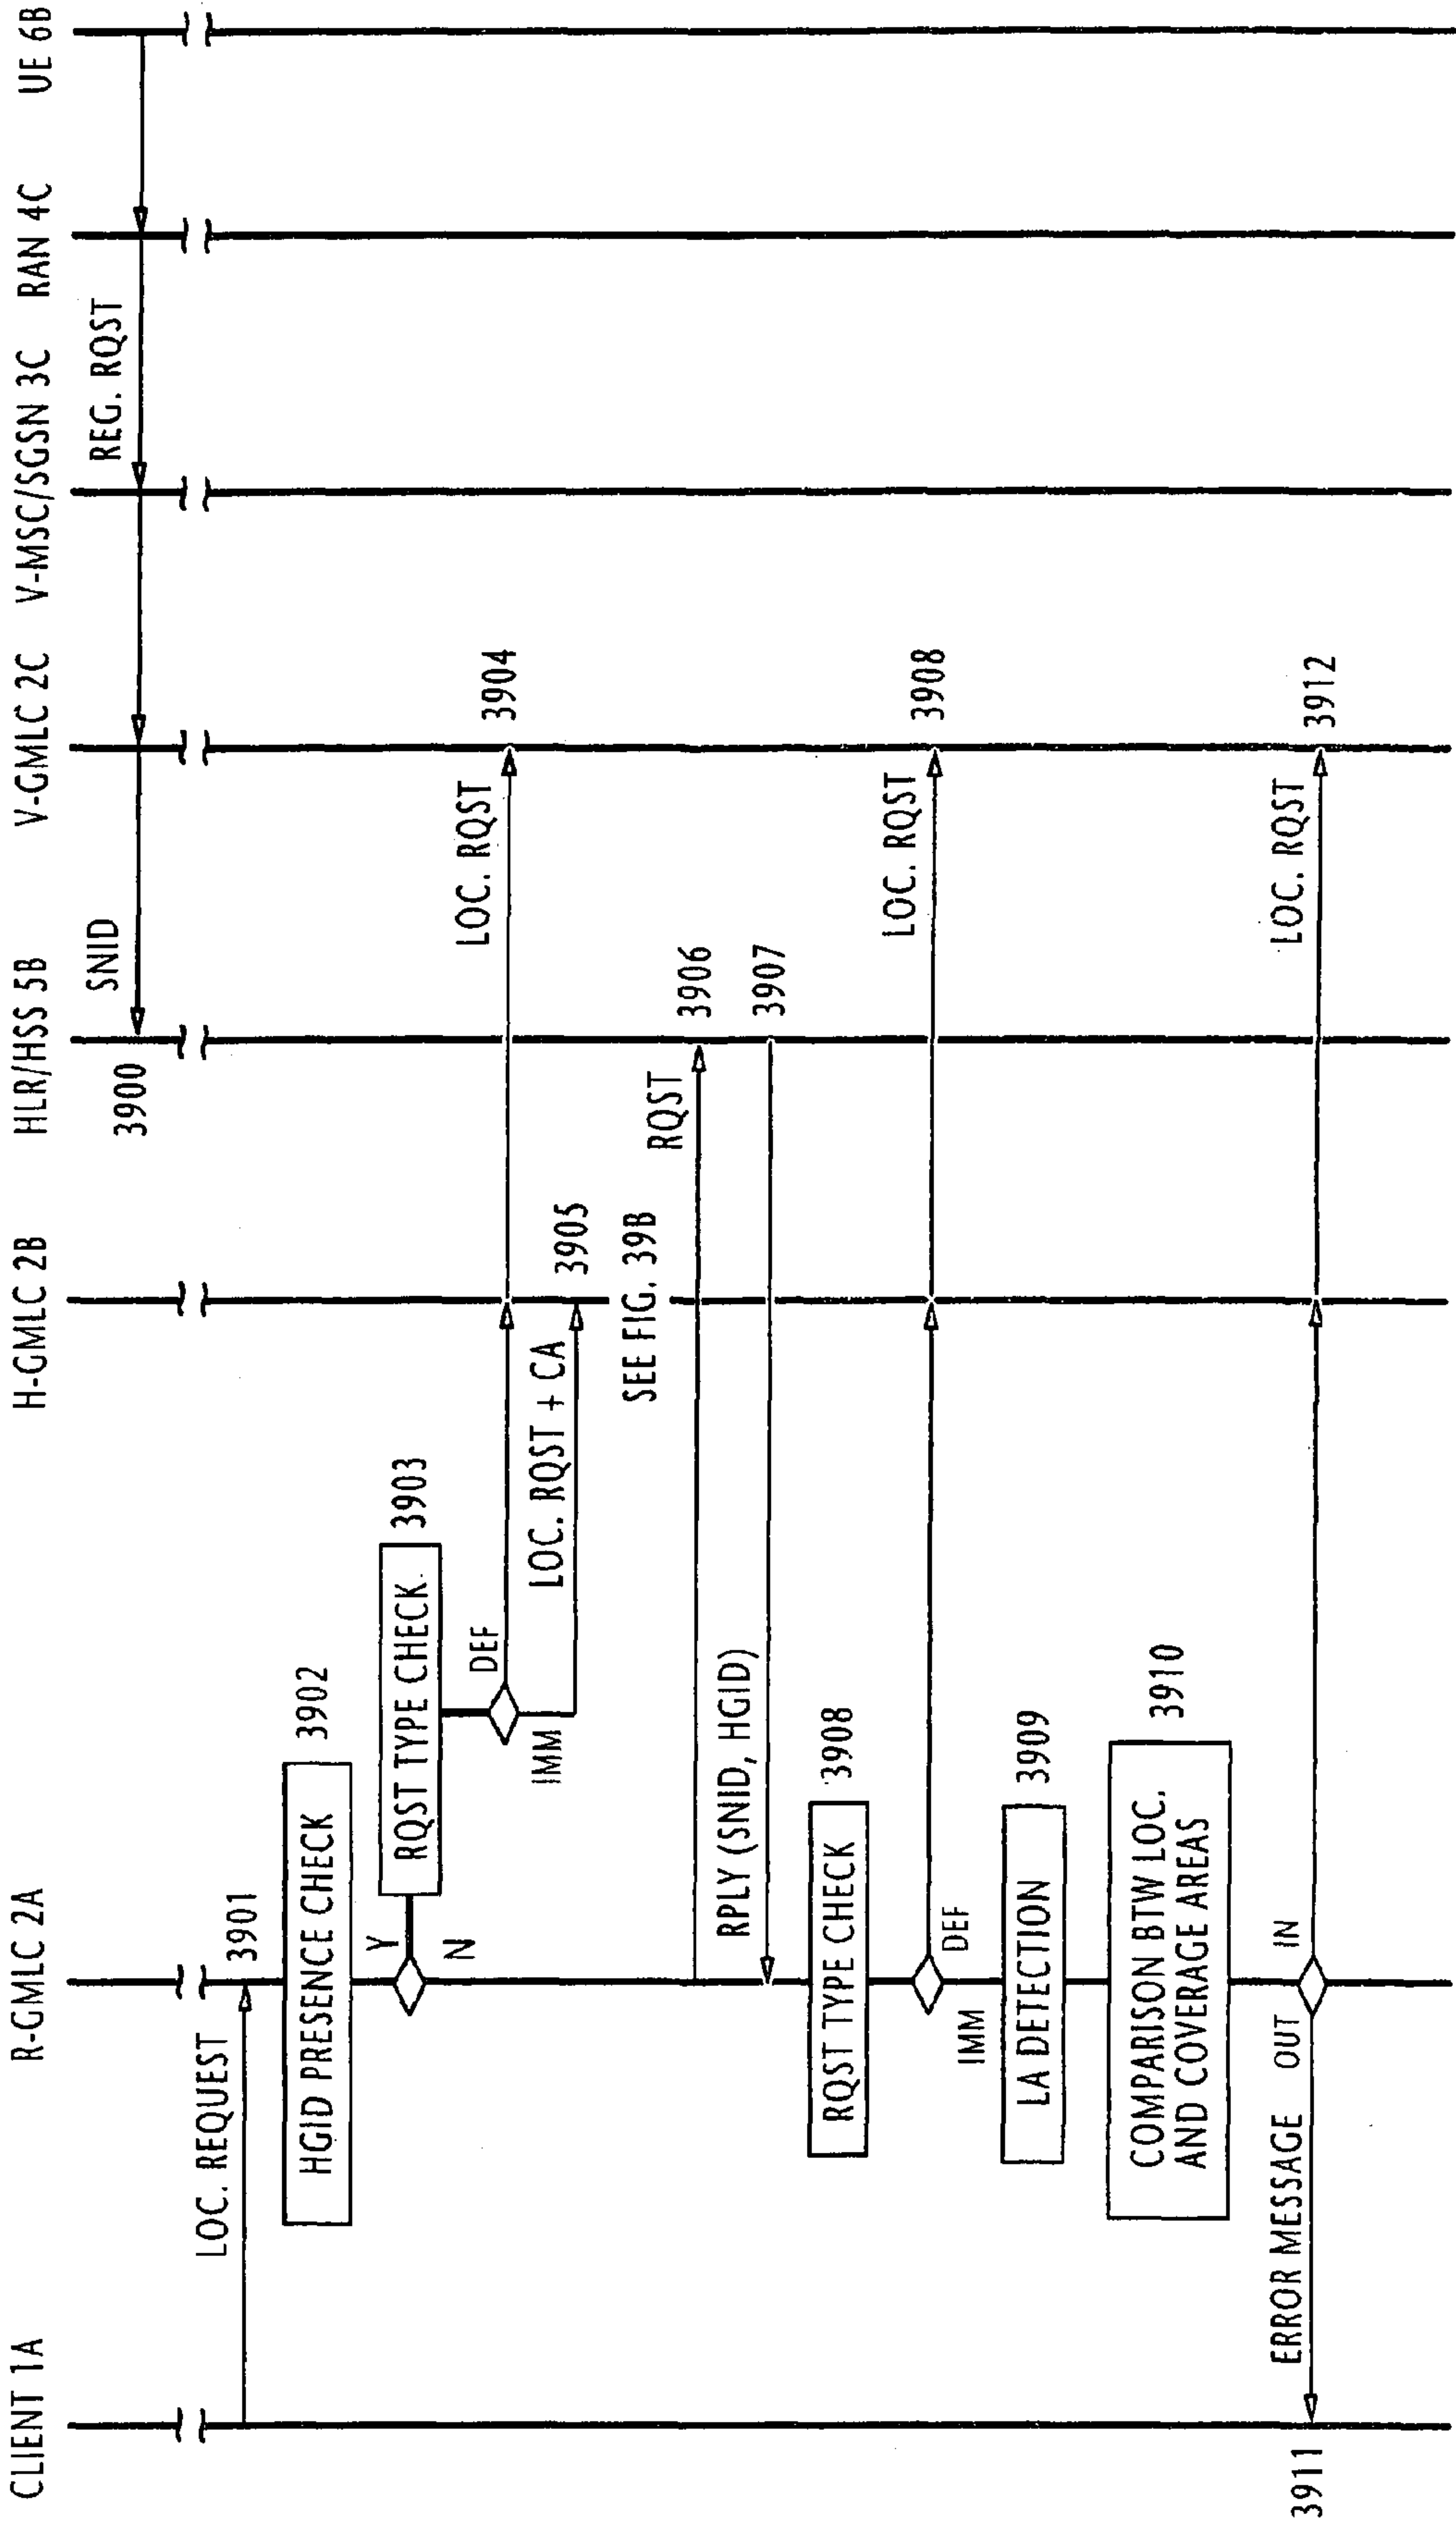 CLIENT 1A
R-GMLC 2A
H-GMLC 2B
HLR/HSS 5B
V-GMLC 2C
V-MSC/SGSN 3C
RAN 4C
UE 6B
3900
SNID
REG. RQST
LOC. REQUEST
3901
HGID PRESENCE CHECK
3902
Y
N
RQST TYPE CHECK
3903
DEF
IMM
LOC. RQST
3904
LOC. RQST + CA
3905
SEE FIG. 39B
RQST
3906
RPLY (SNID, HGID)
3907
RQST TYPE CHECK
3908
DEF
IMM
LOC. RQST
3908
LA DETECTION
3909
COMPARISON BTW LOC.
AND COVERAGE AREAS
3910
3911
ERROR MESSAGE
OUT
IN
LOC. RQST
3912